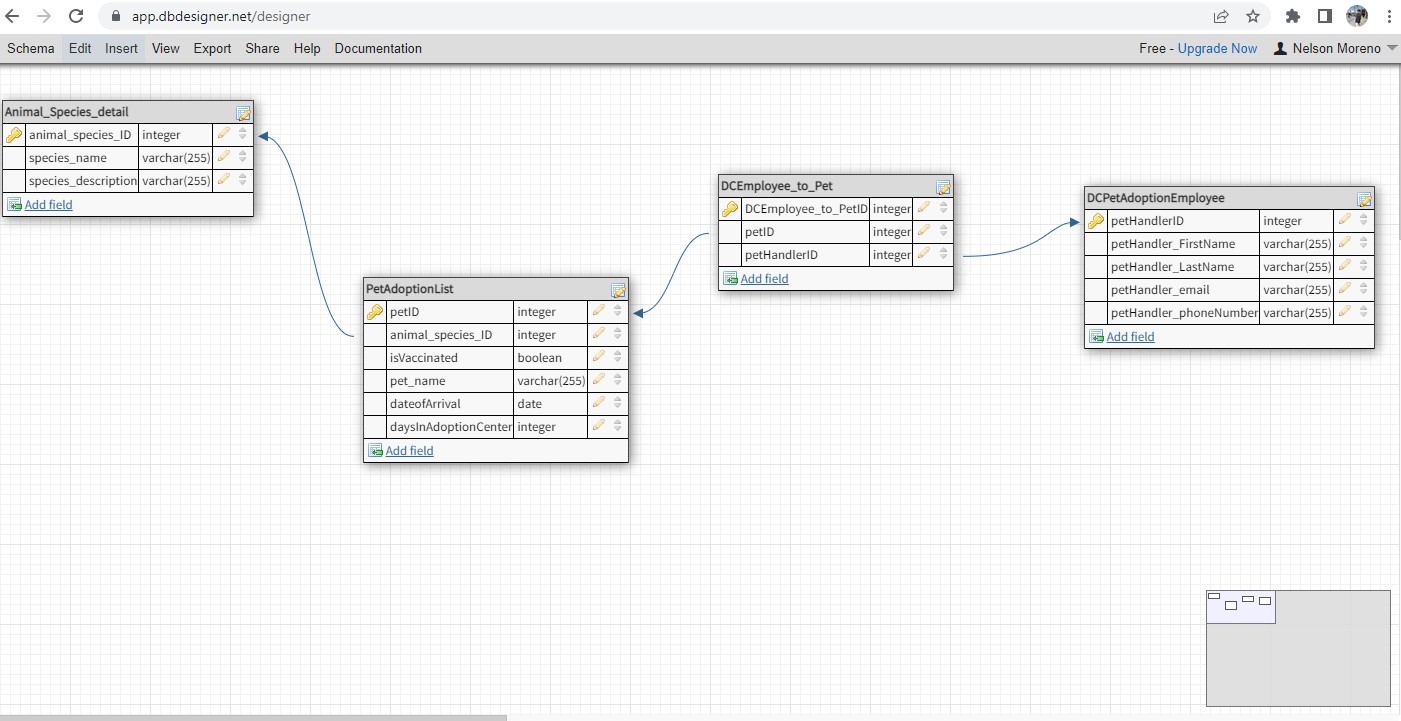 app.dbdesigner.net/designer
Schema Edit Insert View Export Share Help Documentation Free - Upgrade Now Nelson Moreno
Animal_Species_detail
animal_species_ID integer
species_name varchar(255)
species_description varchar(255)
Add field
PetAdoptionList
petID integer
animal_species_ID integer
isVaccinated boolean
pet_name varchar(255)
dateofArrival date
daysInAdoptionCenter integer
Add field
DCEmployee_to_Pet
DCEmployee_to_PetID integer
petID integer
petHandlerID integer
Add field
DCPetAdoptionEmployee
petHandlerID integer
petHandler_FirstName varchar(255)
petHandler_LastName varchar(255)
petHandler_email varchar(255)
petHandler_phoneNumber varchar(255)
Add field